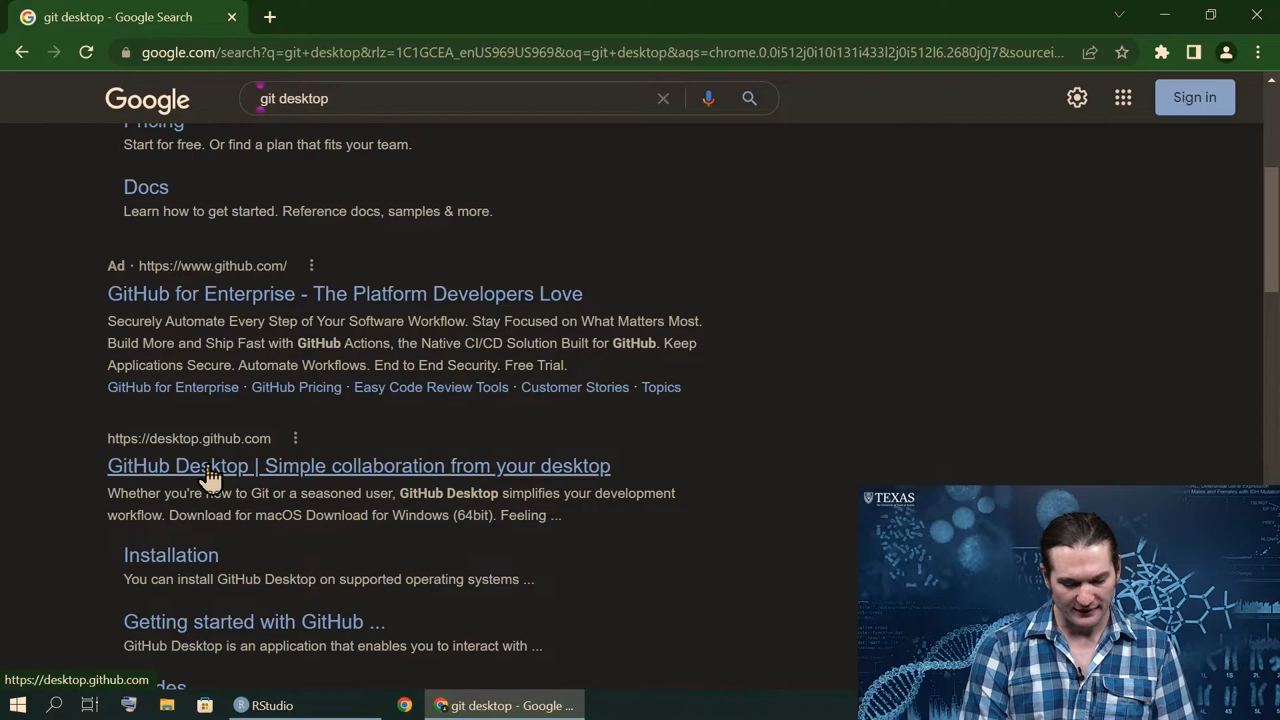 git desktop - Google Search
google.com/search?q=git+desktop&rlz=1C1GCEA_enUS969US969&oq=git+desktop&aqs=chrome.0.0i512j0i10i131i433l2j0i512l6.2680j0j7&sourcei...
Google
git desktop
Sign in
Pricing
Start for free. Or find a plan that fits your team.
Docs
Learn how to get started. Reference docs, samples & more.
Ad · https://www.github.com/
GitHub for Enterprise - The Platform Developers Love
Securely Automate Every Step of Your Software Workflow. Stay Focused on What Matters Most.
Build More and Ship Fast with GitHub Actions, the Native CI/CD Solution Built for GitHub. Keep
Applications Secure. Automate Workflows. End to End Security. Free Trial.
GitHub for Enterprise · GitHub Pricing · Easy Code Review Tools · Customer Stories · Topics
https://desktop.github.com
GitHub Desktop | Simple collaboration from your desktop
Whether you're new to Git or a seasoned user, GitHub Desktop simplifies your development
workflow. Download for macOS Download for Windows (64bit). Feeling ...
Installation
You can install GitHub Desktop on supported operating systems ...
Getting started with GitHub ...
GitHub Desktop is an application that enables you to interact with ...
https://desktop.github.com
TEXAS
RStudio
git desktop - Google ...